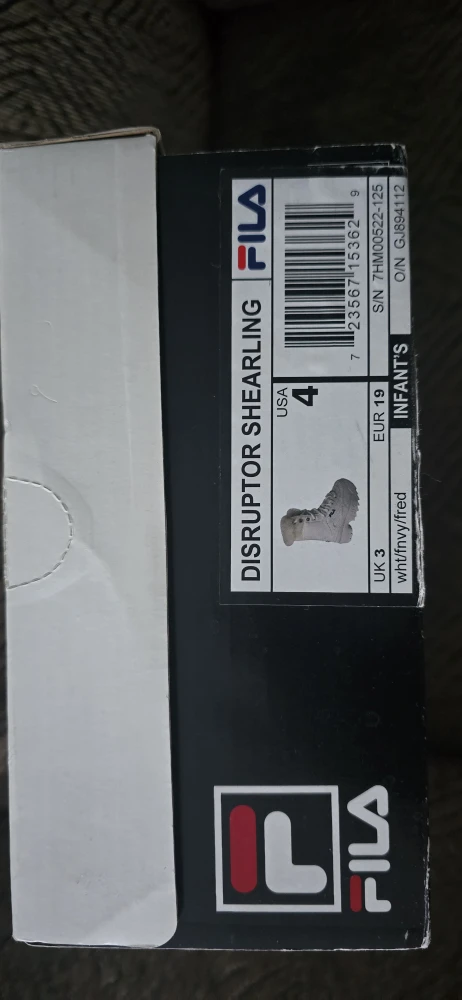 DISRUPTOR SHEARLING
FILA
USA
4
7 23567 15362 9
UK 3
EUR 19
S/N 7HM00522-125
wht/fnvy/fred
INFANT'S
O/N GJ894112
FILA